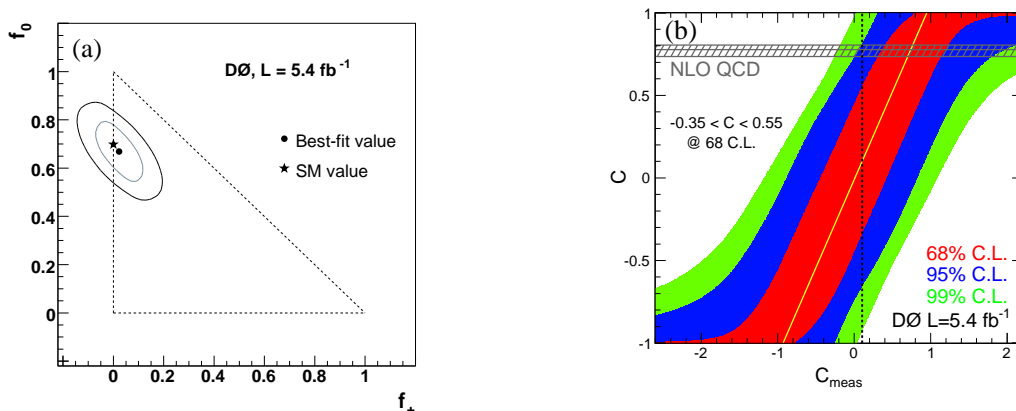 f0
(a)
DØ, L = 5.4 fb-1
Best-fit value
SM value
1
0.8
0.6
0.4
0.2
0
0 0.2 0.4 0.6 0.8 1
f+
(b)
NLO QCD
-0.35 < C < 0.55
@ 68 C.L.
68% C.L.
95% C.L.
99% C.L.
DØ L=5.4 fb-1
C
1
0.5
0
-0.5
-1
-2 -1 0 1 2
Cmeas